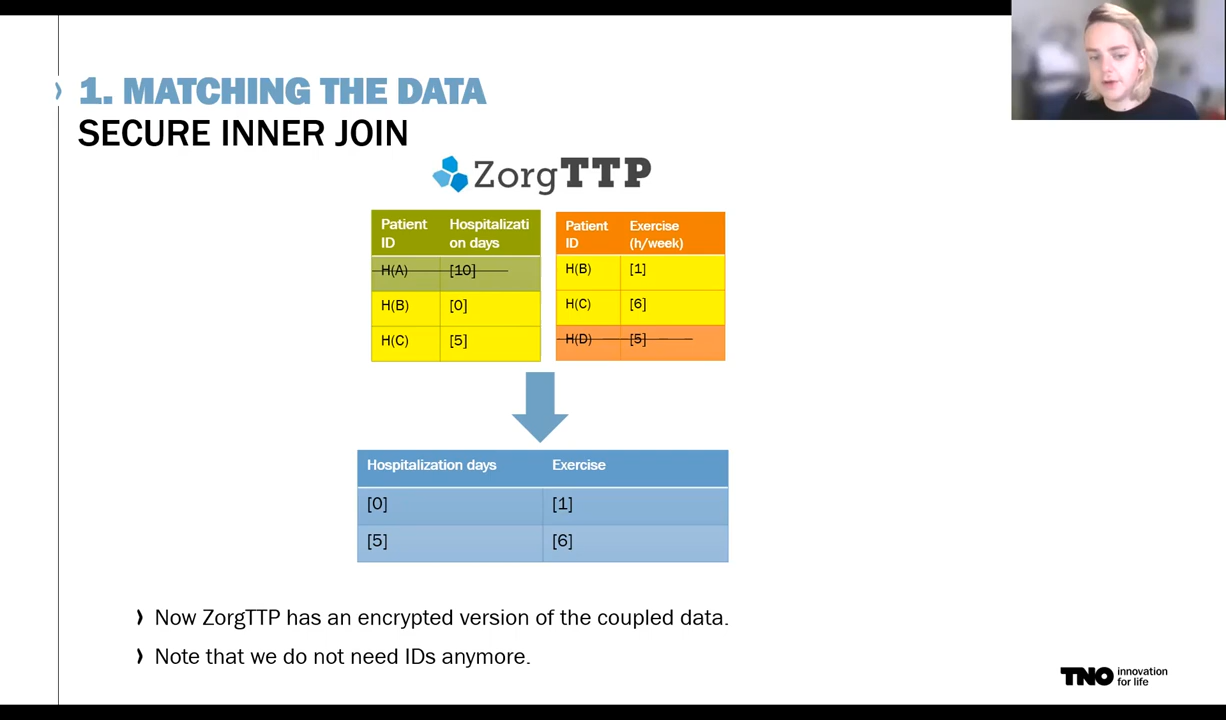 1. MATCHING THE DATA
SECURE INNER JOIN
ZorgTTP
Patient ID Hospitalizati on days
H(A) [10]
H(B) [0]
H(C) [5]
Patient ID Exercise (h/week)
H(B) [1]
H(C) [6]
H(D) [5]
Hospitalization days Exercise
[0] [1]
[5] [6]
Now ZorgTTP has an encrypted version of the coupled data.
Note that we do not need IDs anymore.
TNO innovation for life